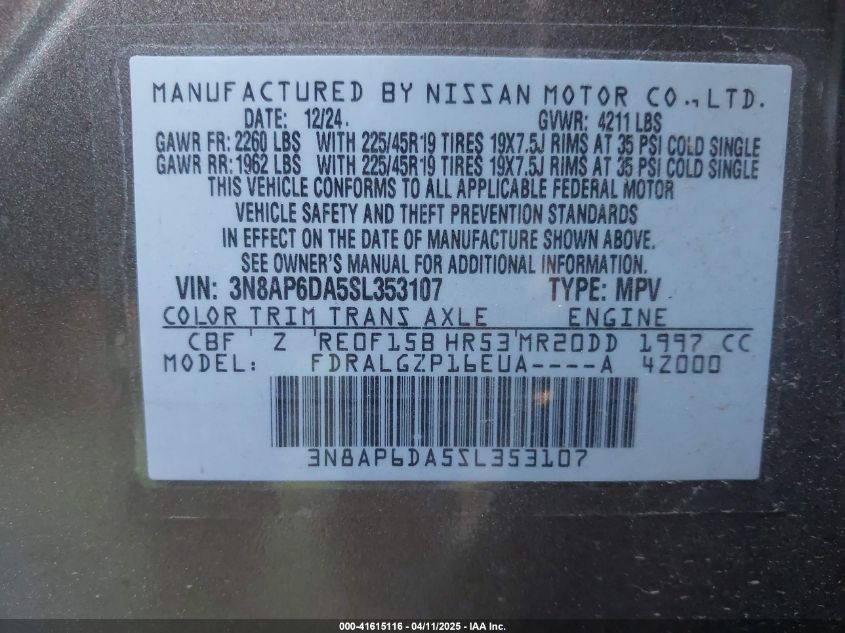 MANUFACTURED BY NISSAN MOTOR CO., LTD.
DATE: 12/24. GVWR: 4211 LBS
GAWR FR: 2260 LBS WITH 225/45R19 TIRES 19X7.5J RIMS AT 35 PSI COLD SINGLE
GAWR RR: 1962 LBS WITH 225/45R19 TIRES 19X7.5J RIMS AT 35 PSI COLD SINGLE
THIS VEHICLE CONFORMS TO ALL APPLICABLE FEDERAL MOTOR
VEHICLE SAFETY AND THEFT PREVENTION STANDARDS
IN EFFECT ON THE DATE OF MANUFACTURE SHOWN ABOVE.
SEE OWNER'S MANUAL FOR ADDITIONAL INFORMATION.
VIN: 3N8AP6DA5SL353107 TYPE: MPV
COLOR TRIM TRANS AXLE ENGINE
CBF Z RE0F15B HR53 MR20DD 1997 CC
MODEL: FDRALGZP16EUA----A 4Z000
3N8AP6DA5SL353107
000-41615116 - 04/11/2025 - IAA Inc.